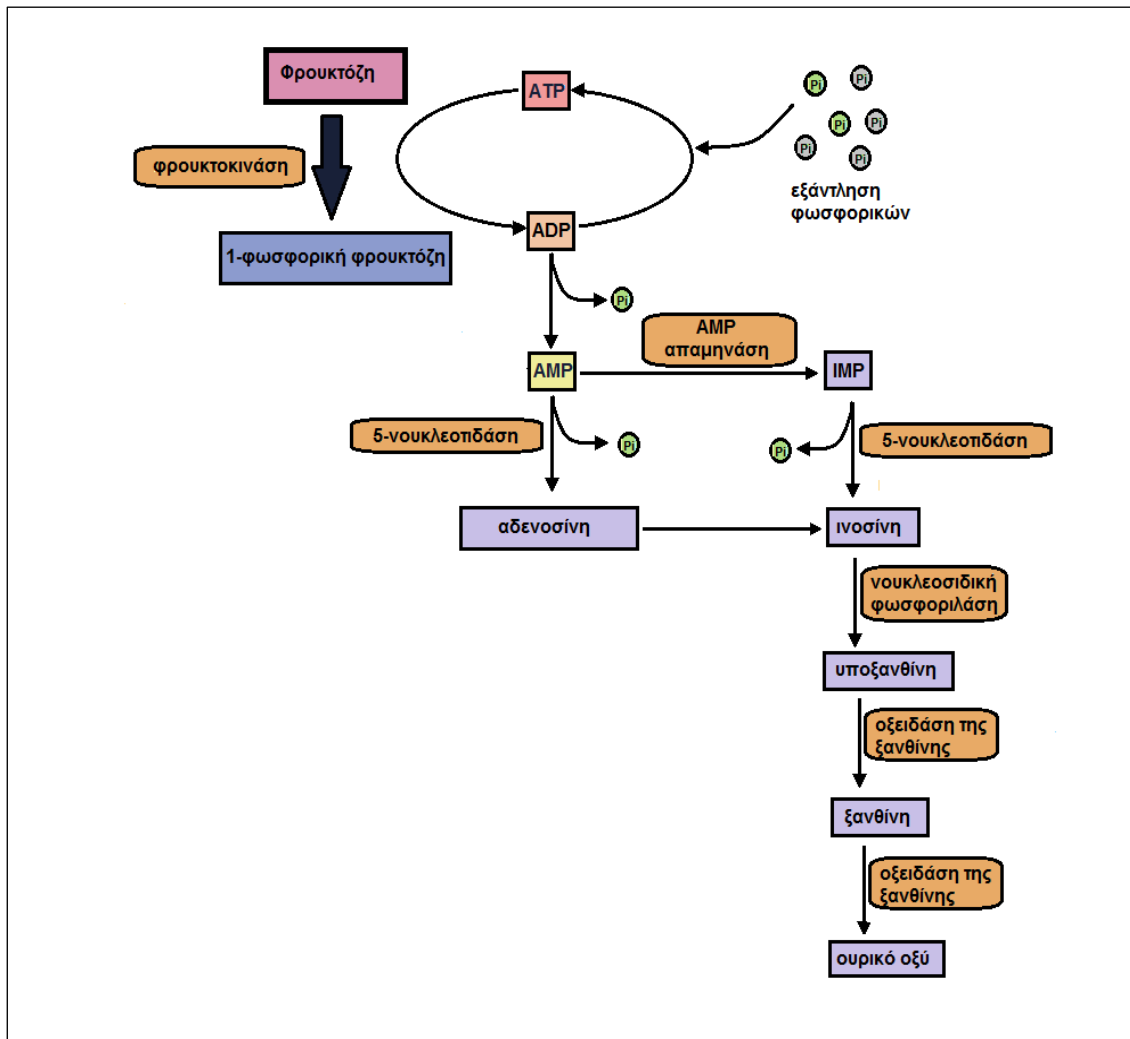 Φρουκτόζη
ATP
Pi
Pi
Pi
Pi
Pi
Pi
φρουκτοκινάση
εξάντληση
φωσφορικών
ADP
1-φωσφορική φρουκτόζη
Pi
AMP
απαμηνάση
AMP
IMP
5-νουκλεοτιδάση
Pi
Pi
5-νουκλεοτιδάση
αδενοσίνη
ινοσίνη
νουκλεοσιδική
φωσφοριλάση
υποξανθίνη
οξειδάση της
ξανθίνης
ξανθίνη
οξειδάση της
ξανθίνης
ουρικό οξύ